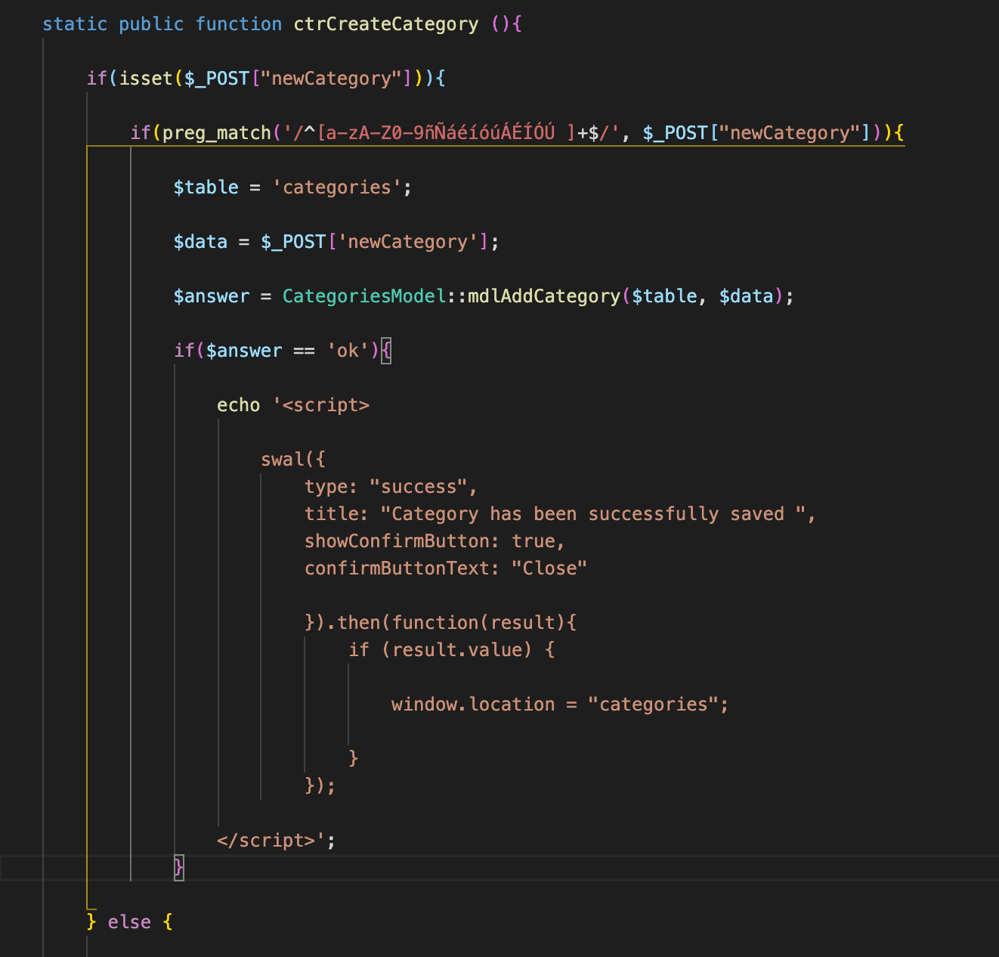 static public function ctrCreateCategory (){
if(isset($_POST["newCategory"])){
if(preg_match('/^[a-zA-Z0-9ñÑáéíóúÁÉÍÓÚ ]+$/', $_POST["newCategory"])){
$table = 'categories';
$data = $_POST['newCategory'];
$answer = CategoriesModel::mdlAddCategory($table, $data);
if($answer == 'ok'){
echo '<script>
swal({
type: "success",
title: "Category has been successfully saved ",
showConfirmButton: true,
confirmButtonText: "Close"
}).then(function(result){
if (result.value) {
window.location = "categories";
}
});
</script>';
}
} else {